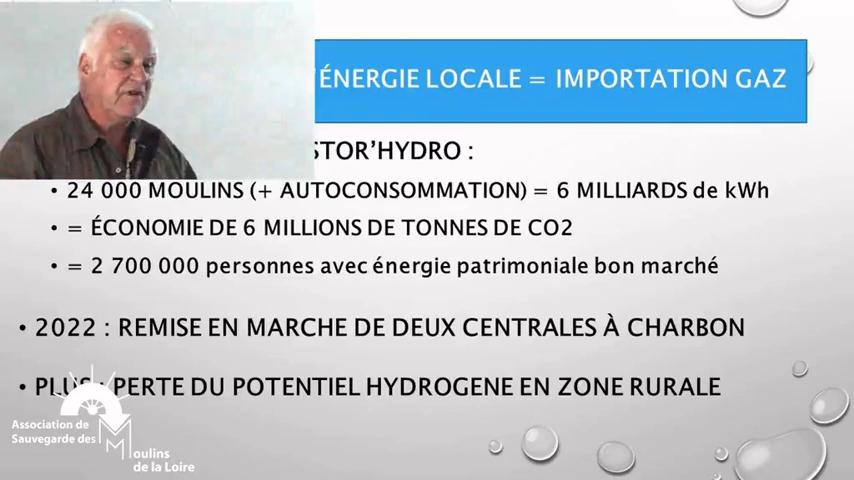 ÉNERGIE LOCALE = IMPORTATION GAZ
STOR'HYDRO :
• 24 000 MOULINS (+ AUTOCONSOMMATION) = 6 MILLIARDS de kWh
• = ÉCONOMIE DE 6 MILLIONS DE TONNES DE CO2
• = 2 700 000 personnes avec énergie patrimoniale bon marché
• 2022 : REMISE EN MARCHE DE DEUX CENTRALES À CHARBON
• PLUS : PERTE DU POTENTIEL HYDROGENE EN ZONE RURALE
Association de
Sauvegarde des Moulins
de la Loire